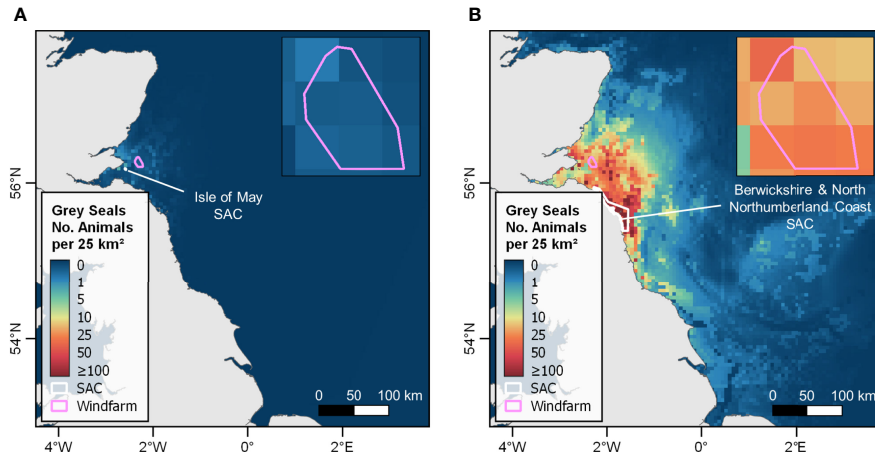 A
56°N
54°N
Isle of May
SAC
Grey Seals
No. Animals
per 25 km²
0
1
5
10
25
50
≥100
SAC
Windfarm
0 50 100 km
4°W 2°W 0° 2°E
B
56°N
54°N
Berwickshire & North
Northumberland Coast
SAC
Grey Seals
No. Animals
per 25 km²
0
1
5
10
25
50
≥100
SAC
Windfarm
0 50 100 km
4°W 2°W 0° 2°E